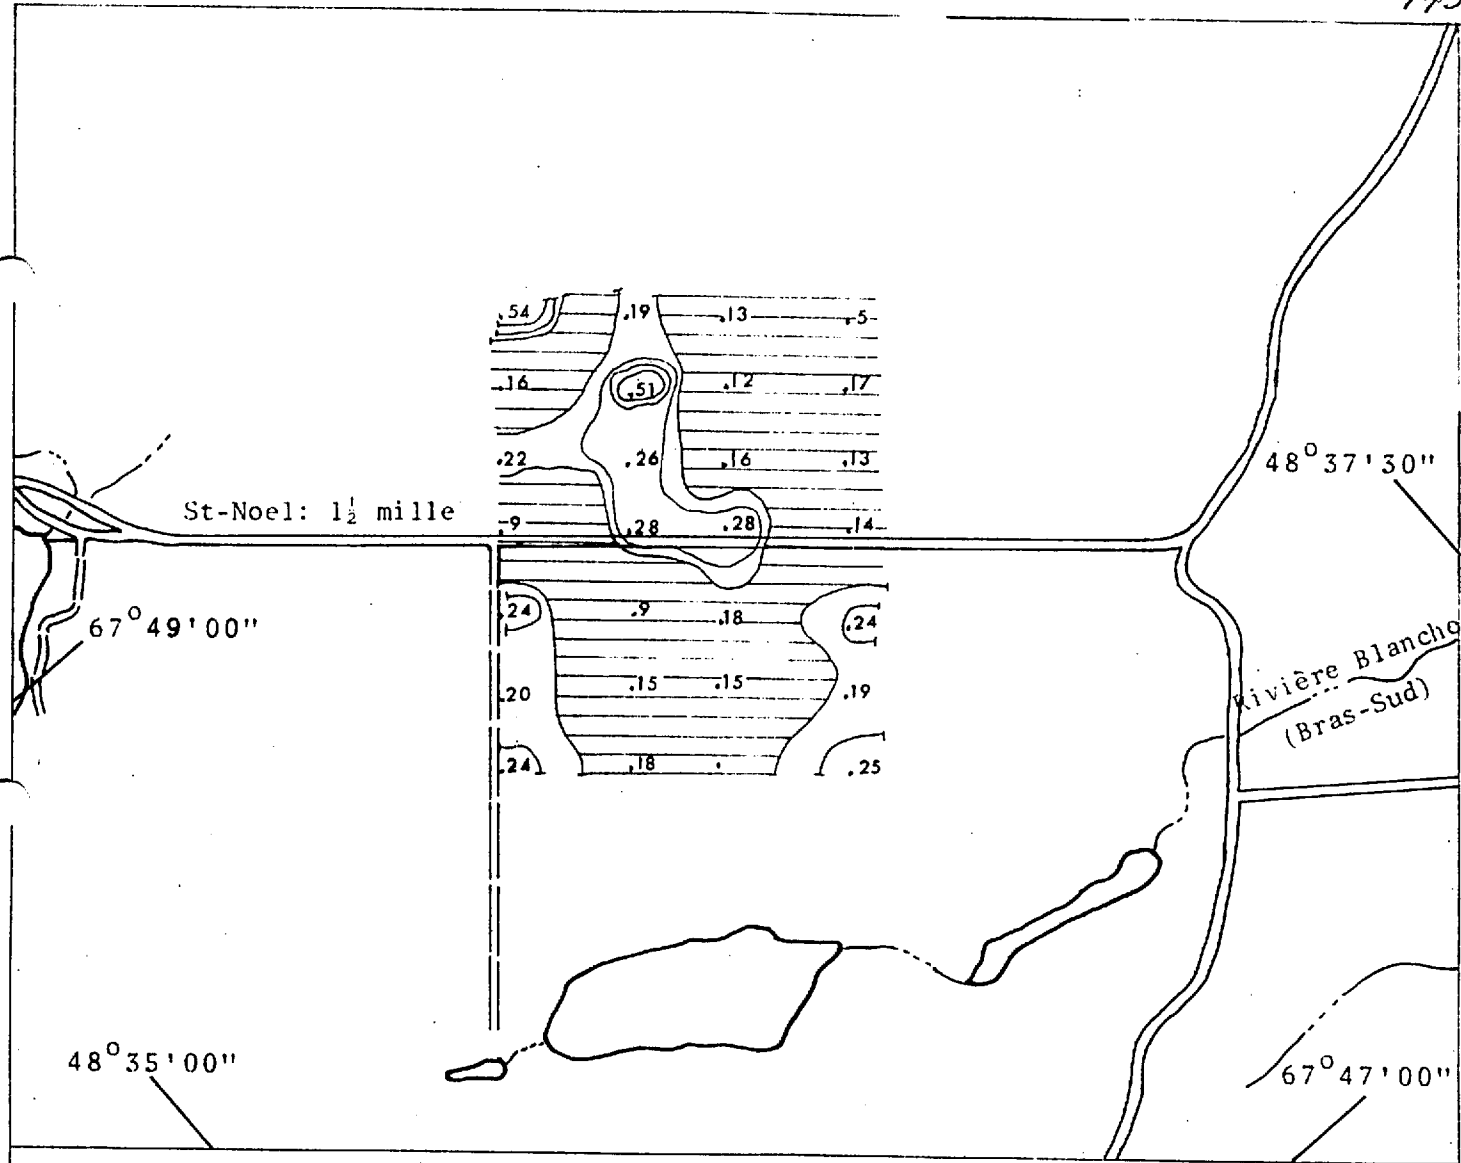 .54 .19 .13 .5
.16 .51 .12 .17
.22 .26 .16 .13
48°37'30"
St-Noel: 1½ mille
.9 .28 .28 .14
.24 .9 .18 .24
67°49'00"
Rivière Blanche
(Bras-Sud)
.20 .15 .15 .19
.24 .18 . .25
48°35'00"
67°47'00"